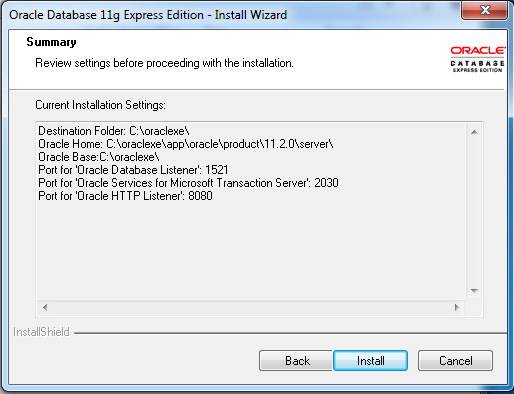 Oracle Database 11g Express Edition - Install Wizard
Summary
Review settings before proceeding with the installation.
ORACLE
DATABASE
EXPRESS EDITION
Current Installation Settings:
Destination Folder: C:\oraclexe\
Oracle Home: C:\oraclexe\app\oracle\product\11.2.0\server\
Oracle Base:C:\oraclexe\
Port for 'Oracle Database Listener': 1521
Port for 'Oracle Services for Microsoft Transaction Server': 2030
Port for 'Oracle HTTP Listener': 8080
InstallShield
Back
Install
Cancel